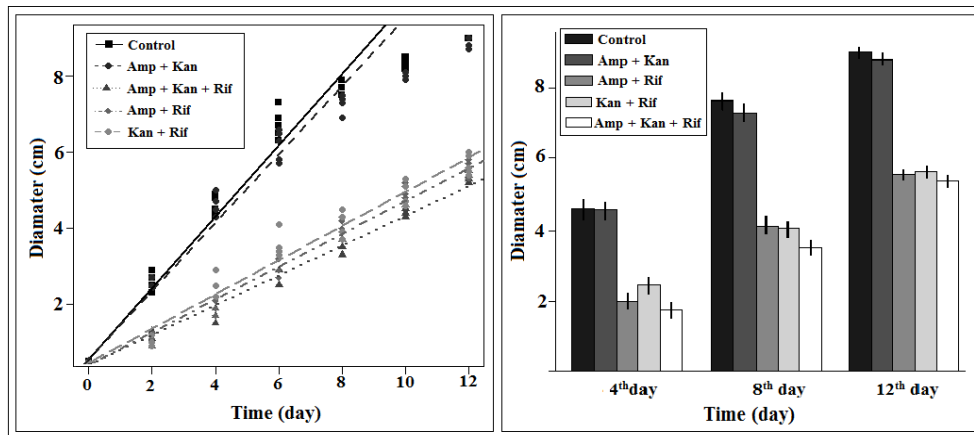 Diamater (cm)
8
6
4
2
Control
Amp + Kan
Amp + Kan + Rif
Amp + Rif
Kan + Rif
0 2 4 6 8 10 12
Time (day)
Diamater (cm)
8
6
4
2
Control
Amp + Kan
Amp + Rif
Kan + Rif
Amp + Kan + Rif
4th day 8th day 12th day
Time (day)